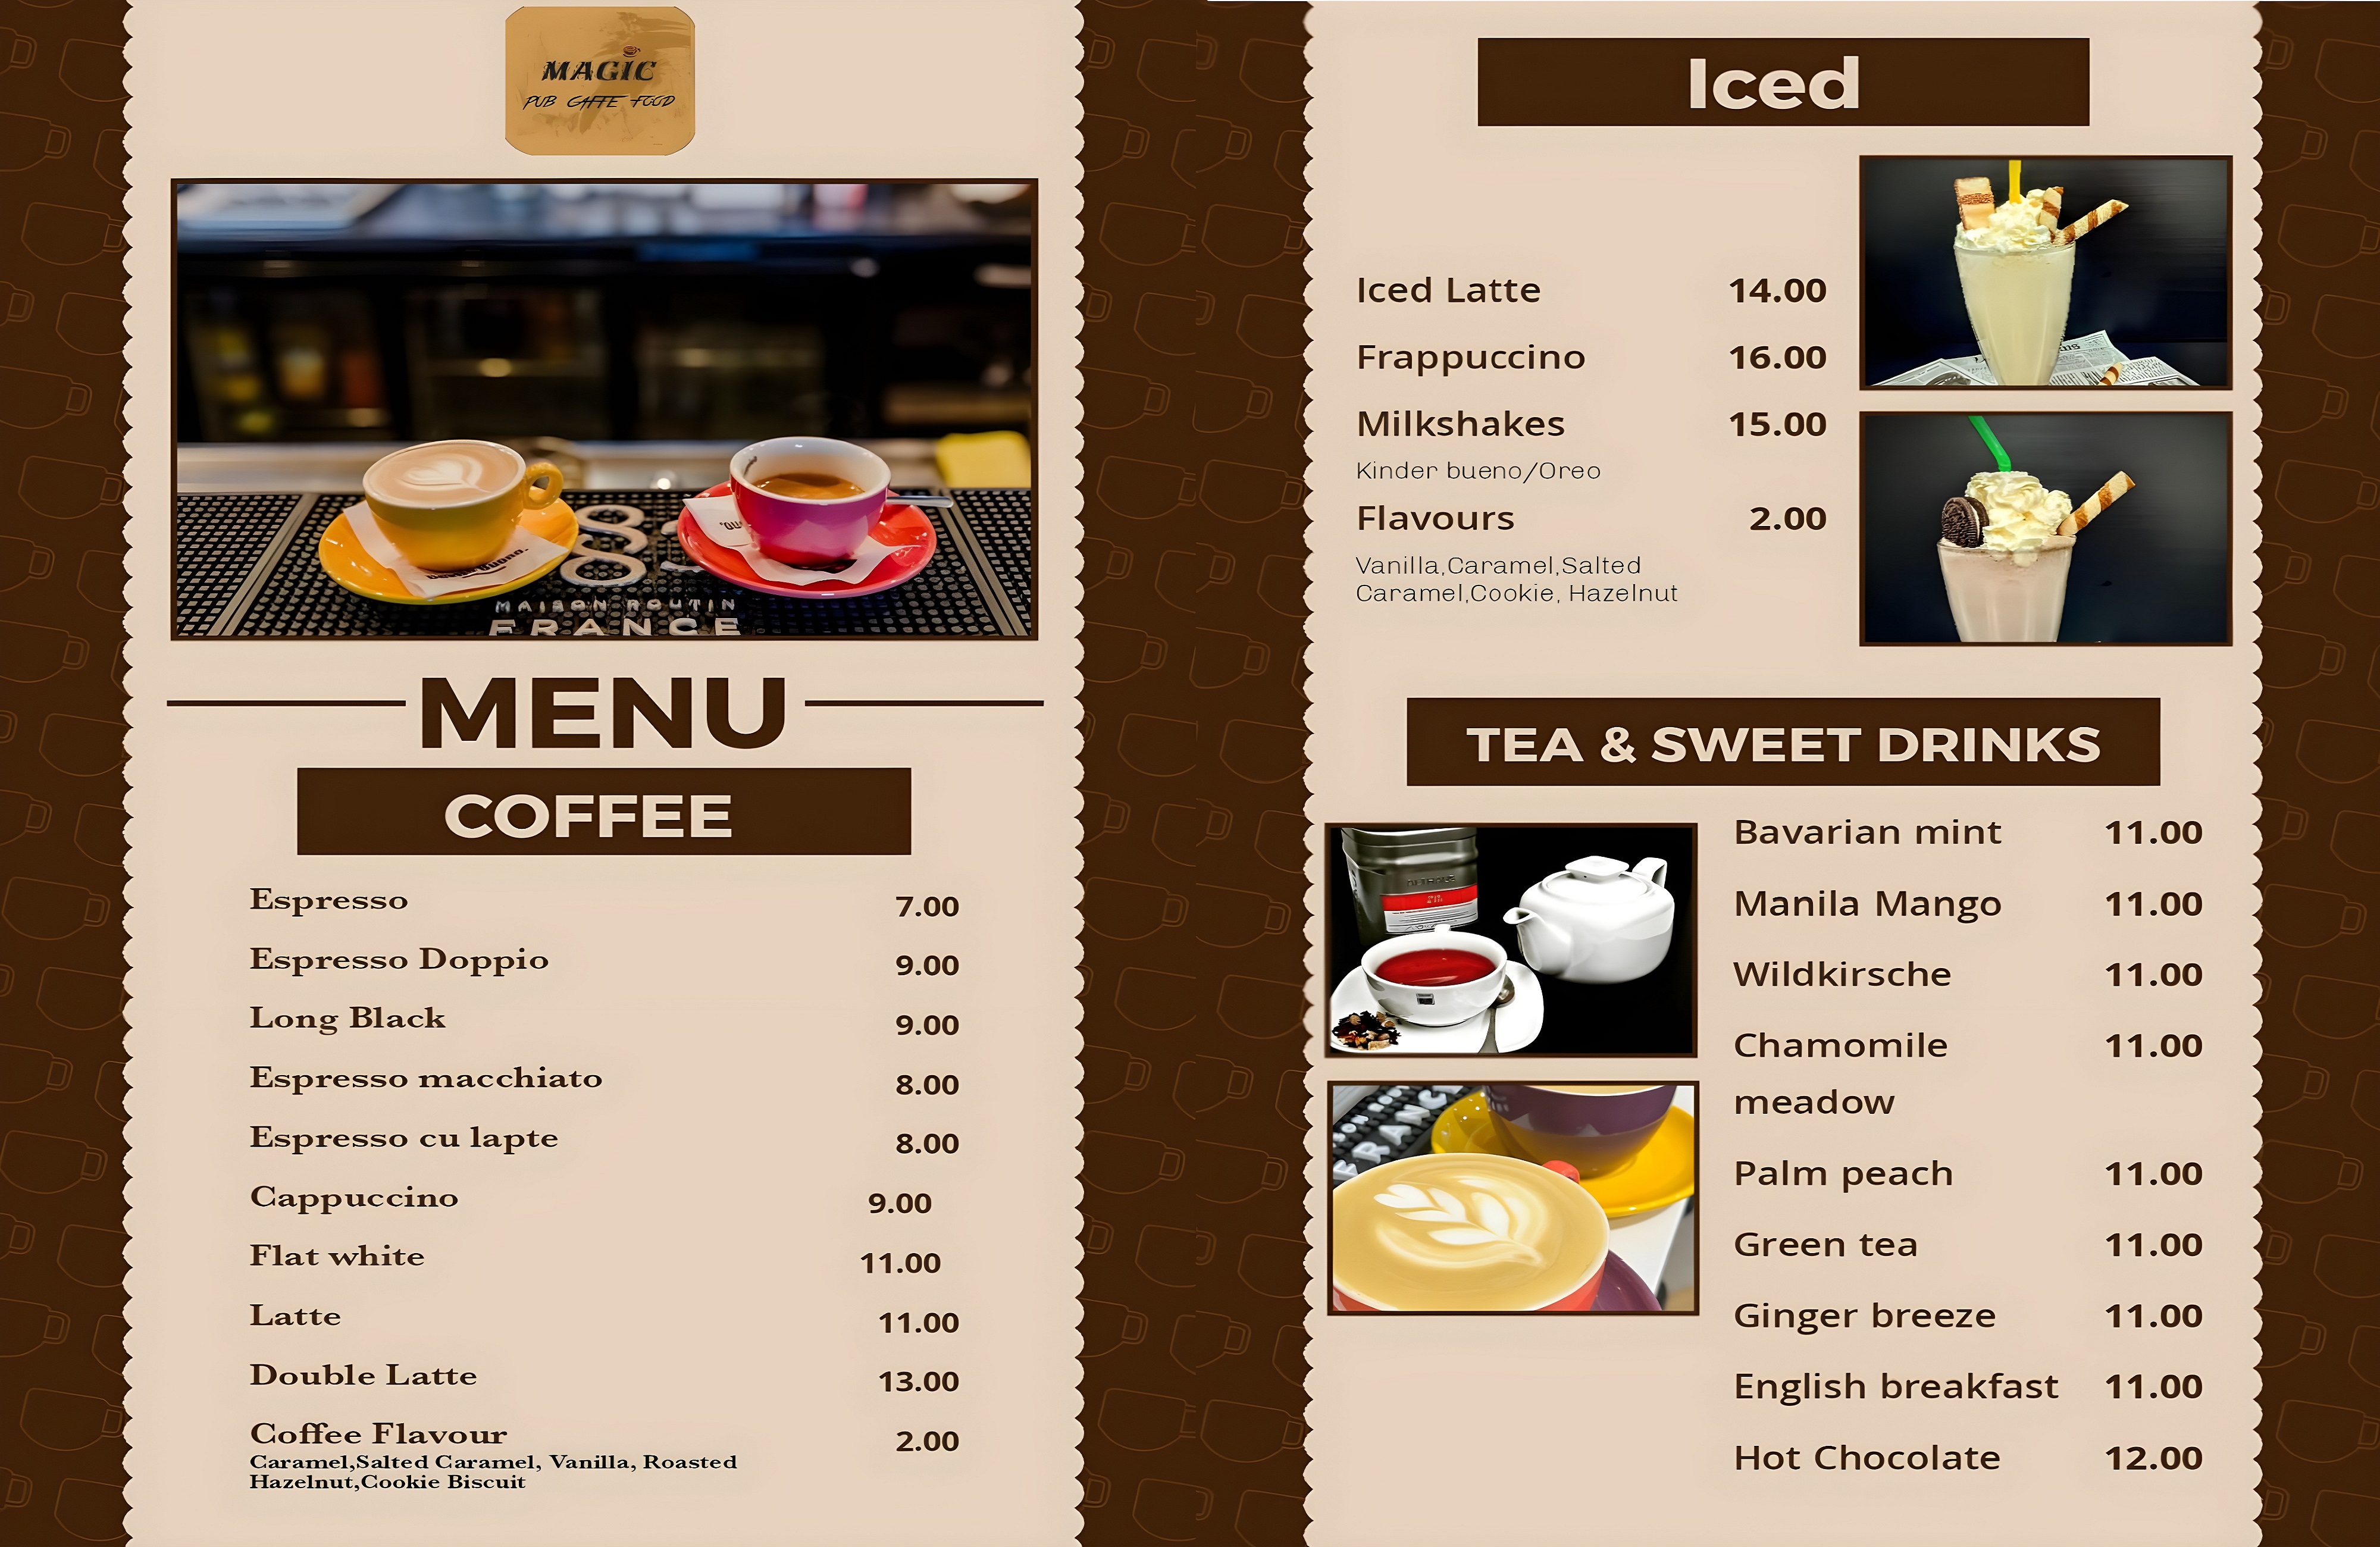 MAGIC
PUB CAFFE FOOD
MAISON ROUTIN
FRANCE
MENU
COFFEE
Espresso 7.00
Espresso Doppio 9.00
Long Black 9.00
Espresso macchiato 8.00
Espresso cu lapte 8.00
Cappuccino 9.00
Flat white 11.00
Latte 11.00
Double Latte 13.00
Coffee Flavour 2.00
Caramel,Salted Caramel, Vanilla, Roasted
Hazelnut,Cookie Biscuit
Iced
Iced Latte 14.00
Frappuccino 16.00
Milkshakes 15.00
Kinder bueno/Oreo
Flavours 2.00
Vanilla,Caramel,Salted
Caramel,Cookie, Hazelnut
TEA & SWEET DRINKS
Bavarian mint 11.00
Manila Mango 11.00
Wildkirsche 11.00
Chamomile 11.00
meadow
Palm peach 11.00
Green tea 11.00
Ginger breeze 11.00
English breakfast 11.00
Hot Chocolate 12.00